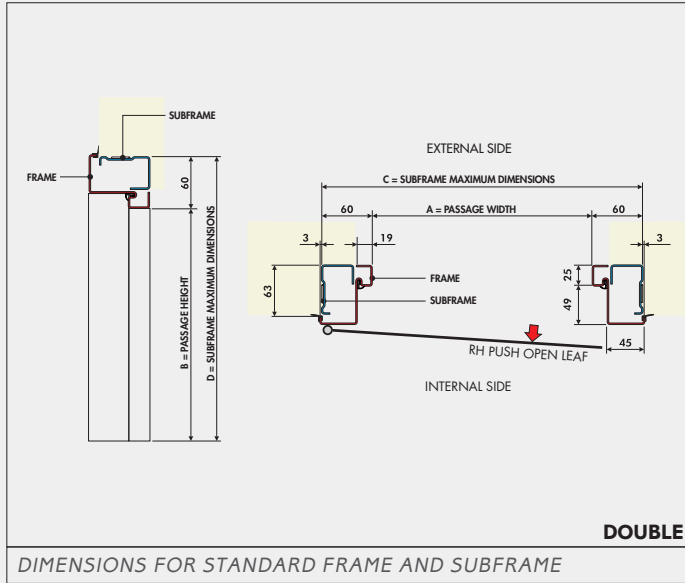 SUBFRAME
FRAME
60
B = PASSAGE HEIGHT
D = SUBFRAME MAXIMUM DIMENSIONS
EXTERNAL SIDE
C = SUBFRAME MAXIMUM DIMENSIONS
60
A = PASSAGE WIDTH
60
3
19
3
63
FRAME
SUBFRAME
25
49
RH PUSH OPEN LEAF
45
INTERNAL SIDE
DOUBLE
DIMENSIONS FOR STANDARD FRAME AND SUBFRAME